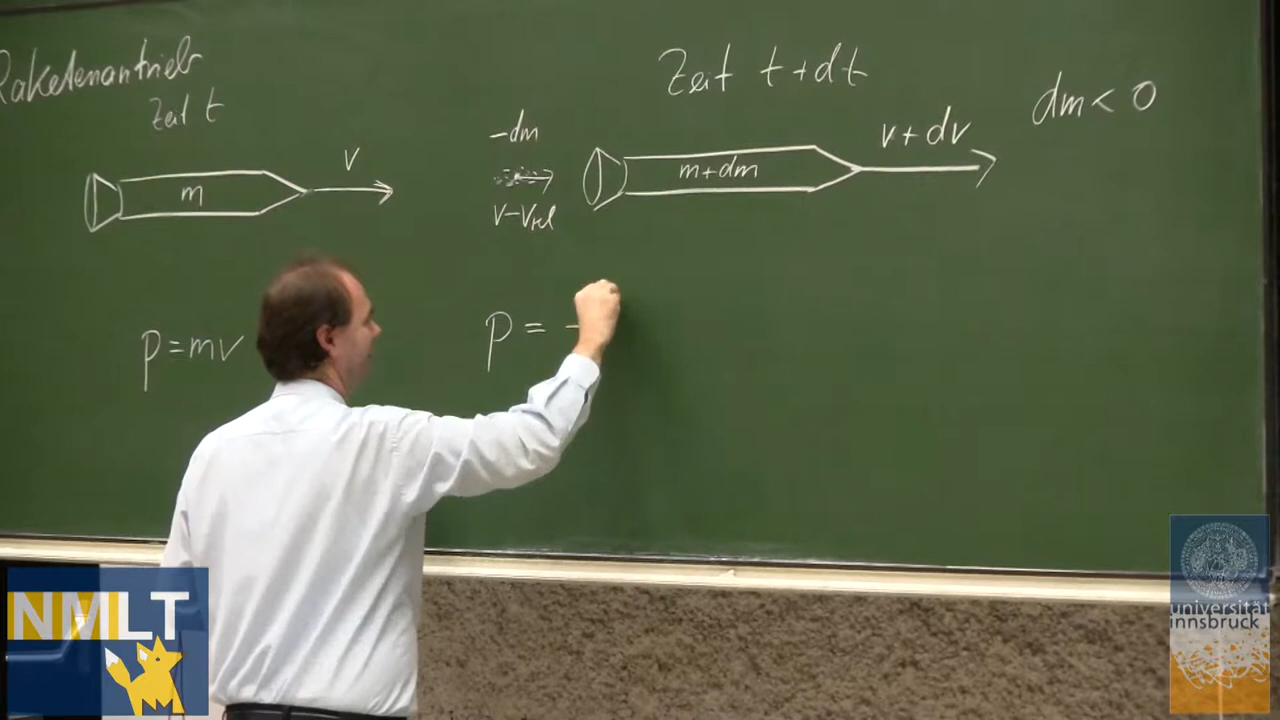 Raketenantrieb
Zeit t
v
m
p=mv
Zeit t+dt
-dm
v-vrel
m+dm
v+dv
dm<0
p = -
NMLT
universität
innsbruck